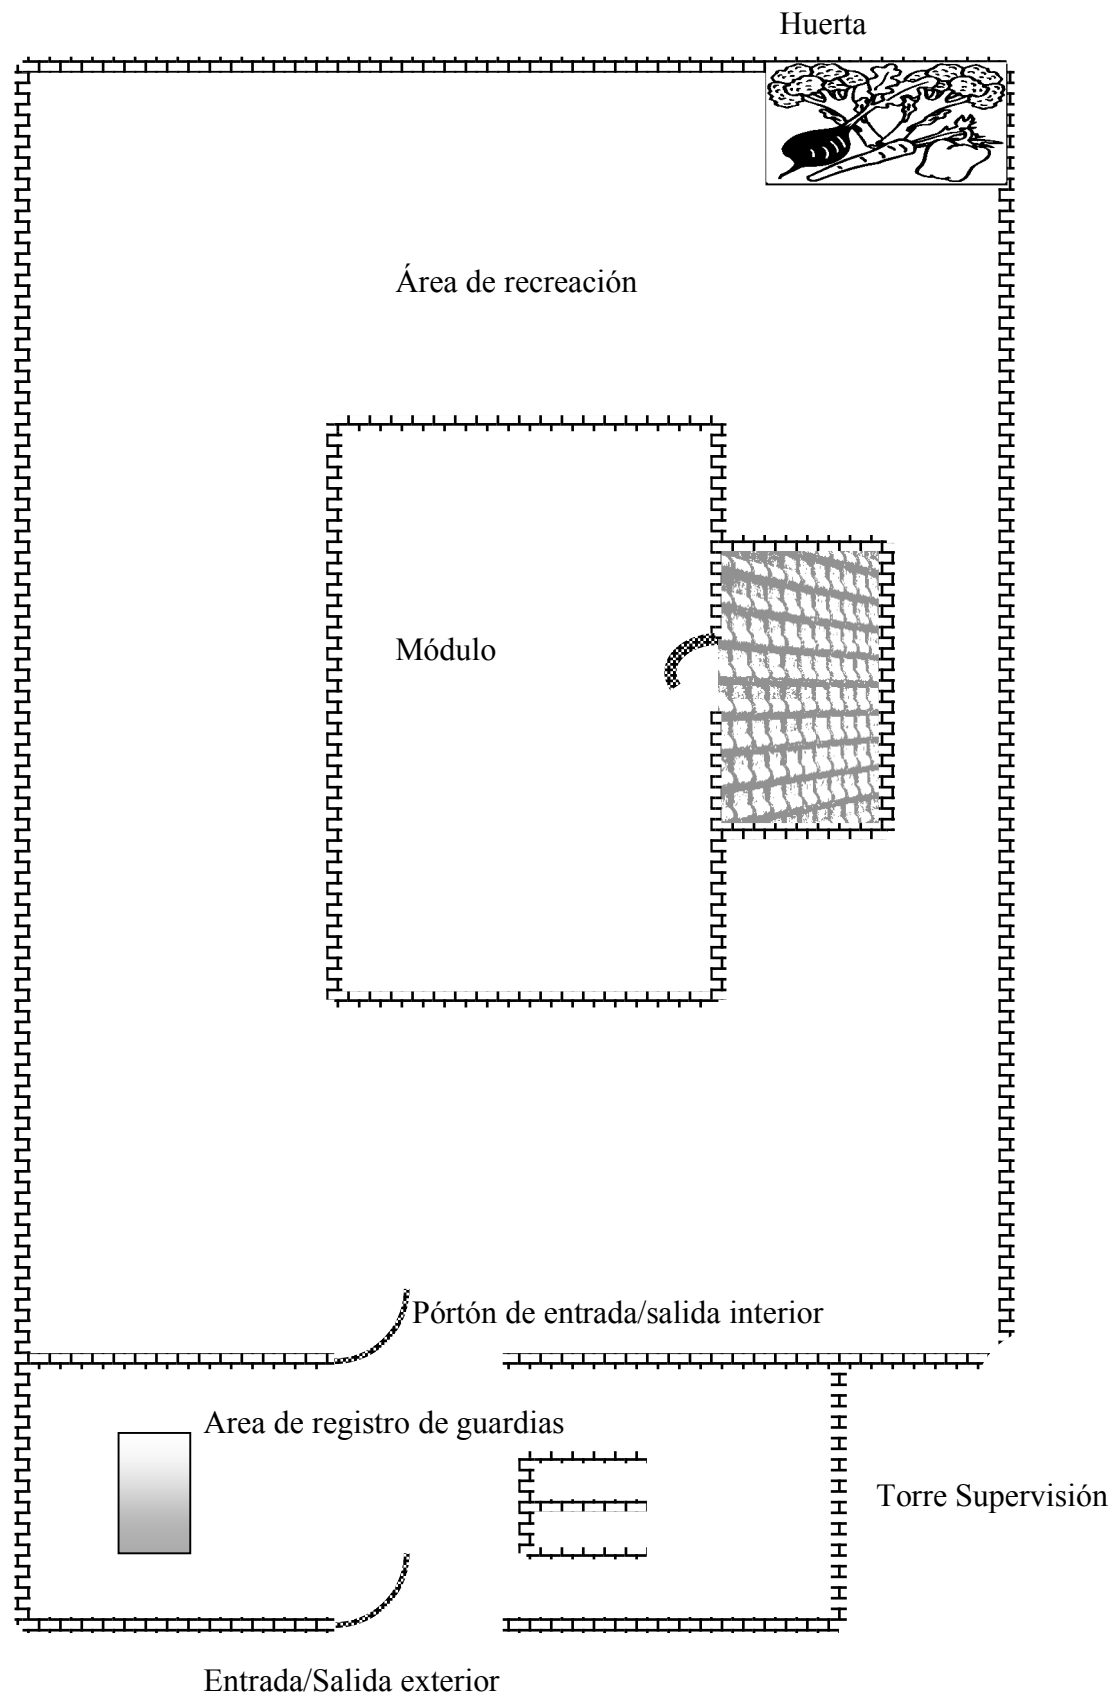 Huerta
Área de recreación
Módulo
Pórtón de entrada/salida interior
Area de registro de guardias
Torre Supervisión
Entrada/Salida exterior